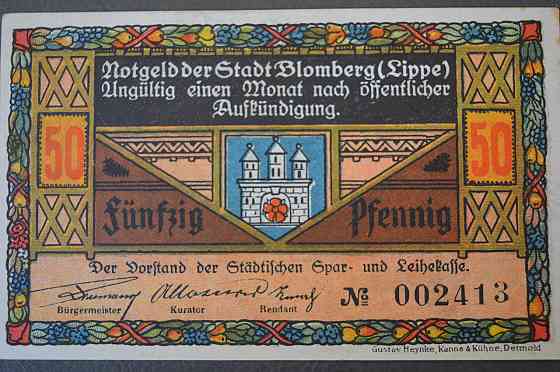 Notgeld der Stadt Blomberg (Lippe)
Ungültig einen Monat nach öffentlicher
Aufkündigung.
50
50
Fünfzig Pfennig
Der Vorstand der Städtischen Spar- und Leihekasse.
Bürgermeister Kurator Rendant
№ 002413
Gustav Heynke, Kanne & Kühne, Detmold